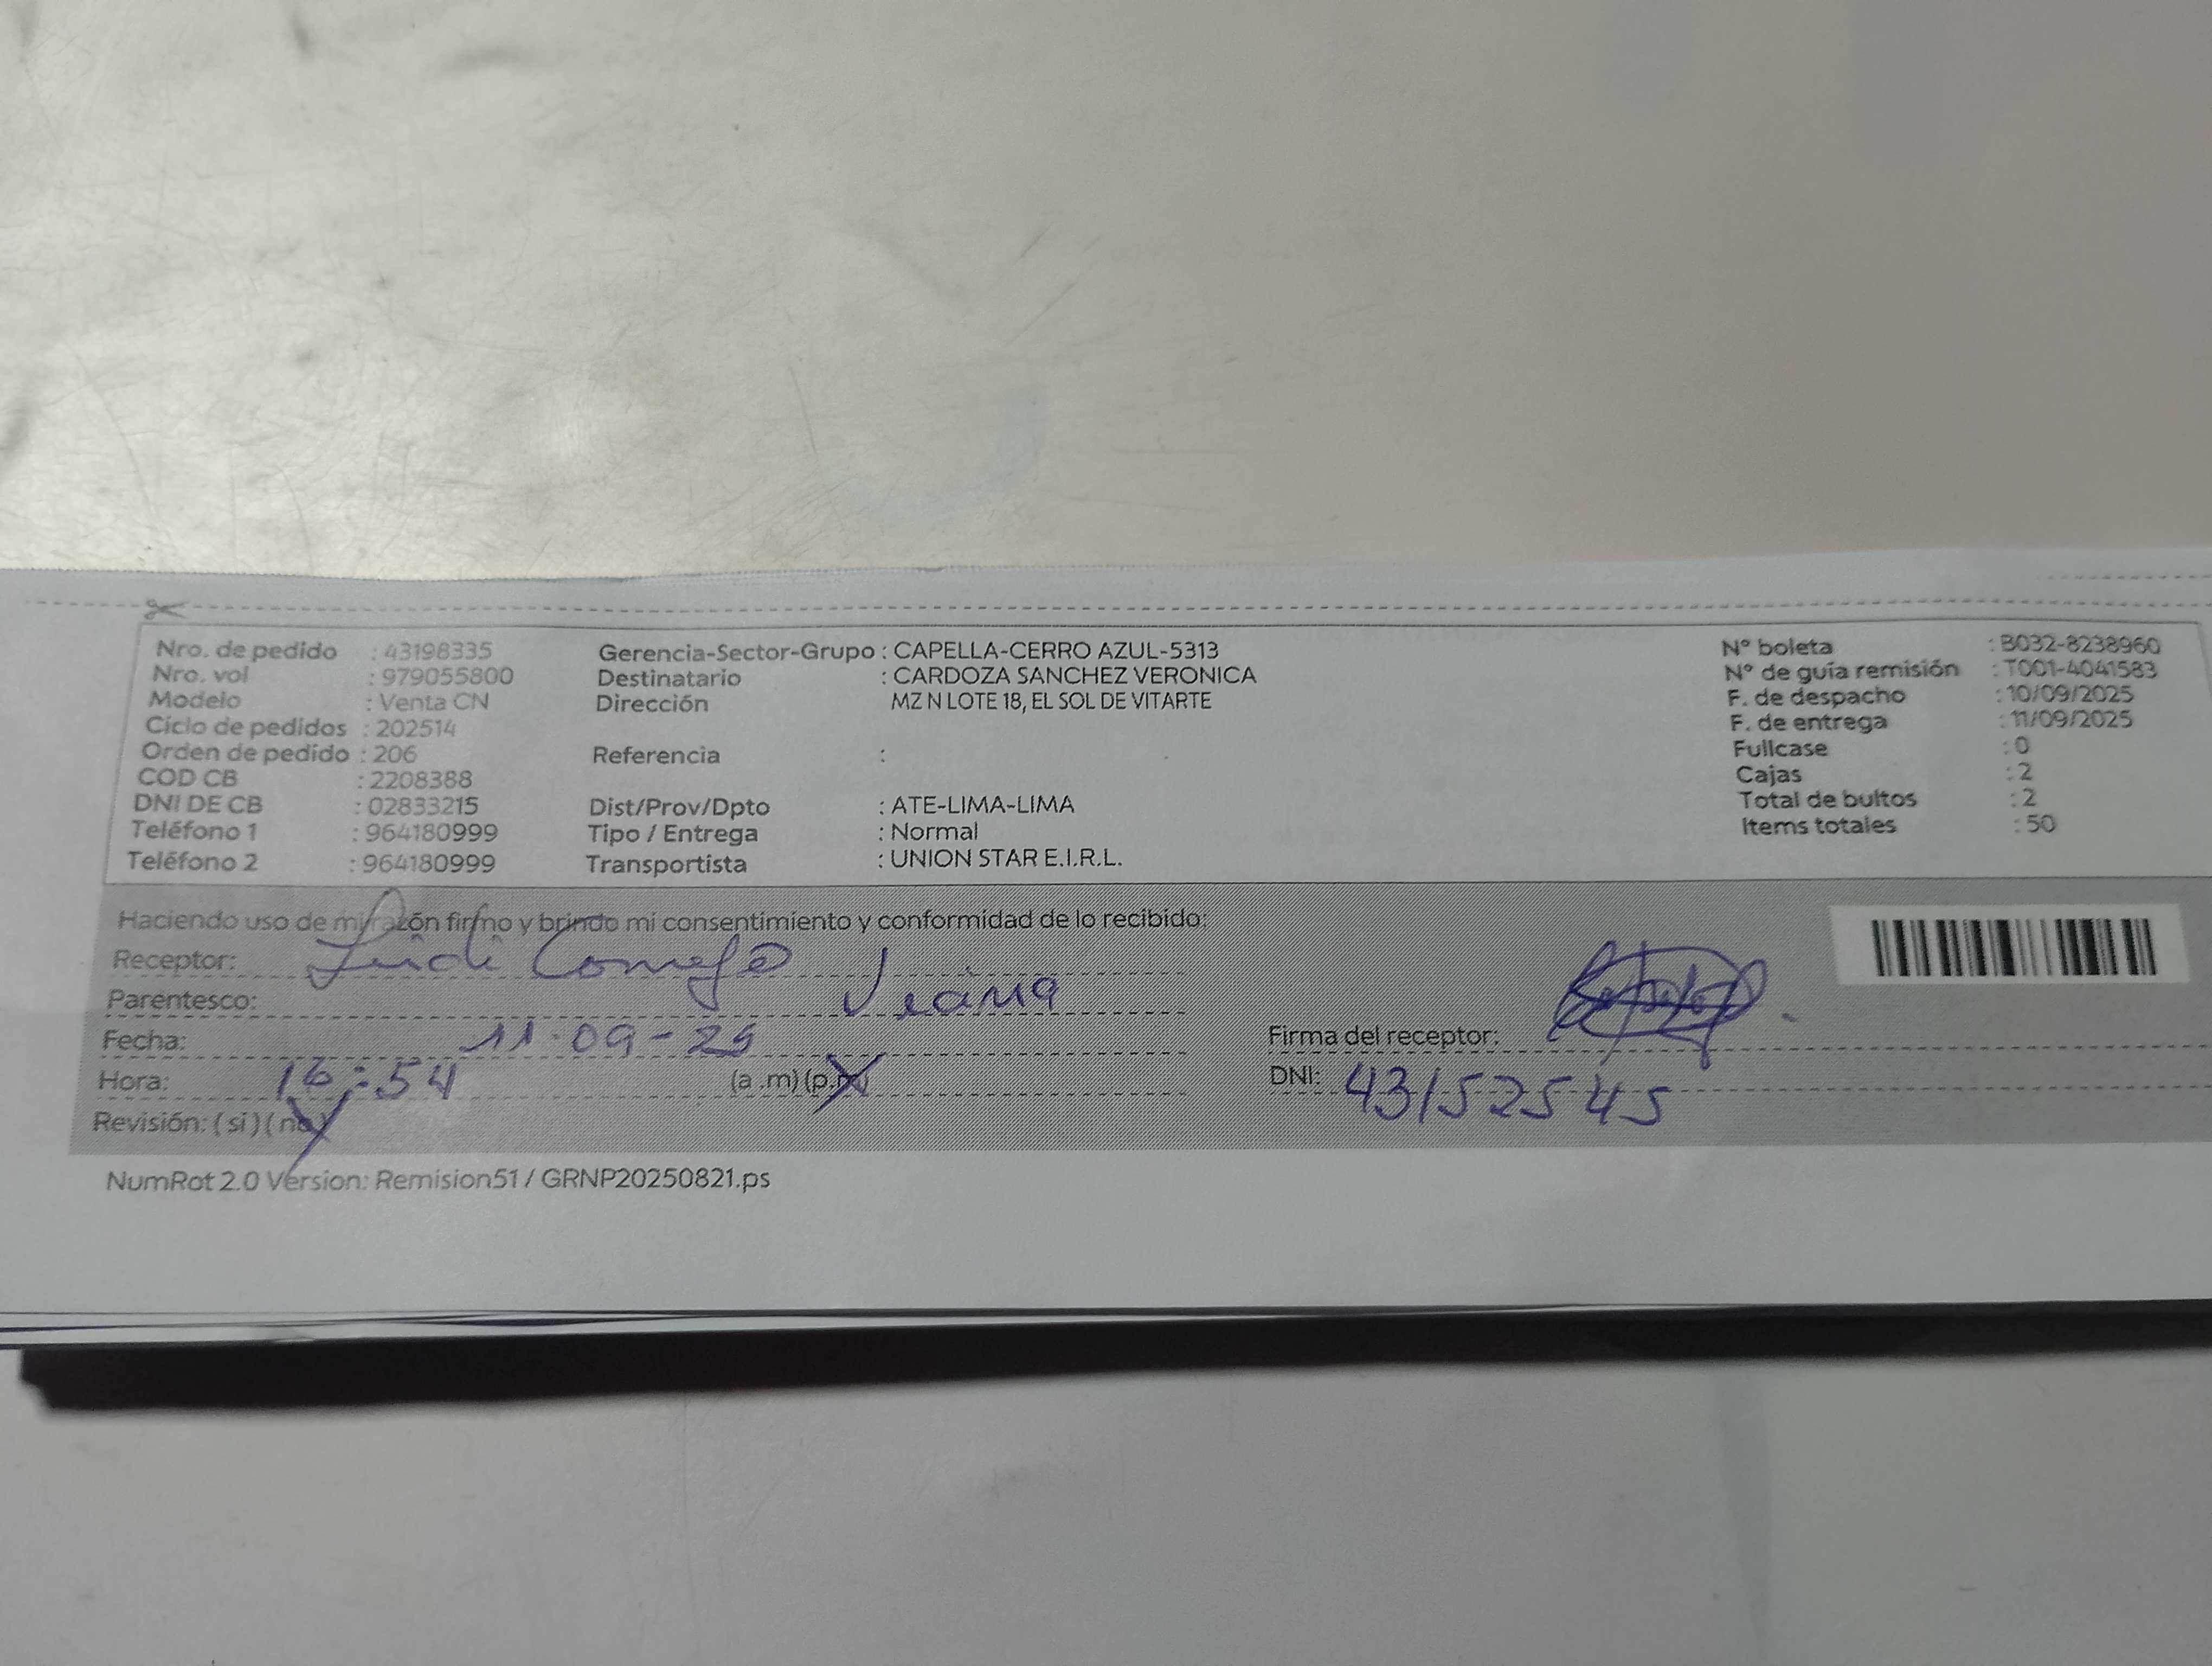 Nro. de pedido : 43198335 Gerencia-Sector-Grupo : CAPELLA-CERRO AZUL-5313 N° boleta : B032-8238960
Nro. vol : 979055800 Destinatario : CARDOZA SANCHEZ VERONICA N° de guía remisión : T001-4041583
Modelo : Venta CN Dirección MZ N LOTE 18, EL SOL DE VITARTE F. de despacho : 10/09/2025
Ciclo de pedidos : 202514 F. de entrega : 11/09/2025
Orden de pedido : 206 Referencia : Fullcase : 0
COD CB : 2208388 Cajas : 2
DNI DE CB : 02833215 Dist/Prov/Dpto : ATE-LIMA-LIMA Total de bultos : 2
Teléfono 1 : 964180999 Tipo / Entrega : Normal Items totales : 50
Teléfono 2 : 964180999 Transportista : UNION STAR E.I.R.L.
Haciendo uso de mi razón firmo y brindo mi consentimiento y conformidad de lo recibido:
Receptor:
Parentesco:
Fecha: 11-09-25 Firma del receptor:
Hora: 16:54 (a.m)(p.m) DNI: 43152545
Revisión: (si)(no)
NumRot 2.0 Version: Remision51 / GRNP20250821.ps